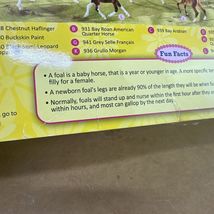 8 Chestnut Haflinger
0 Buckskin Paint
B 931 Bay Roan American Quarter Horse
G 941 Grey Selle Français
K 936 Grullo Morgan
C 939 Bay Arabian
Fun Facts
• A foal is a baby horse, that is a year or younger in age. A more specific
filly for a female.
• A newborn foal's legs are already 90% of the length they will be when
• Normally, foals will stand up and nurse within the first hour after they
within hours, and most can gallop by the next day.
go to